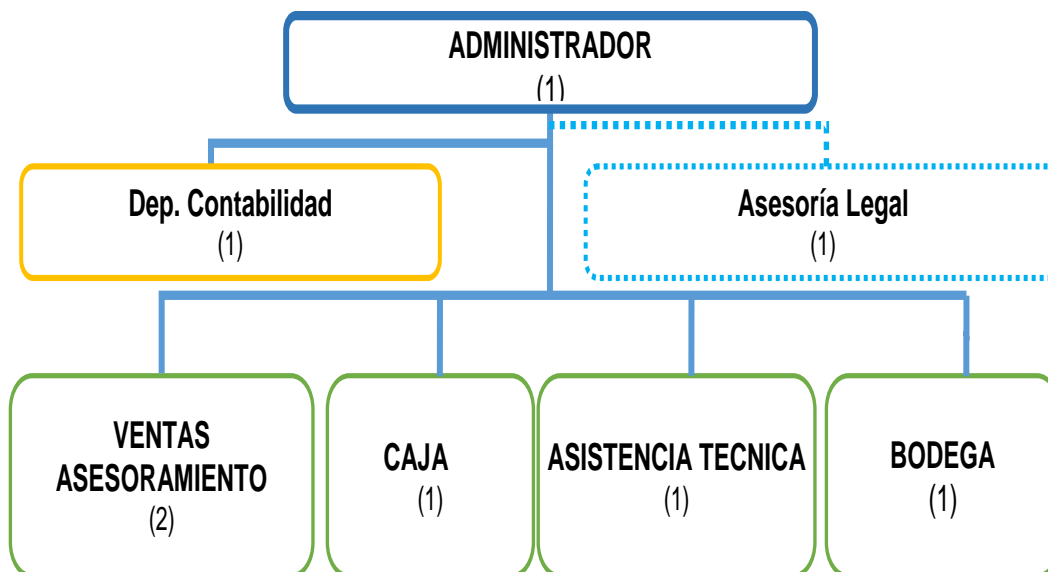 ADMINISTRADOR
(1)
Dep. Contabilidad
(1)
Asesoría Legal
(1)
VENTAS
ASESORAMIENTO
(2)
CAJA
(1)
ASISTENCIA TECNICA
(1)
BODEGA
(1)